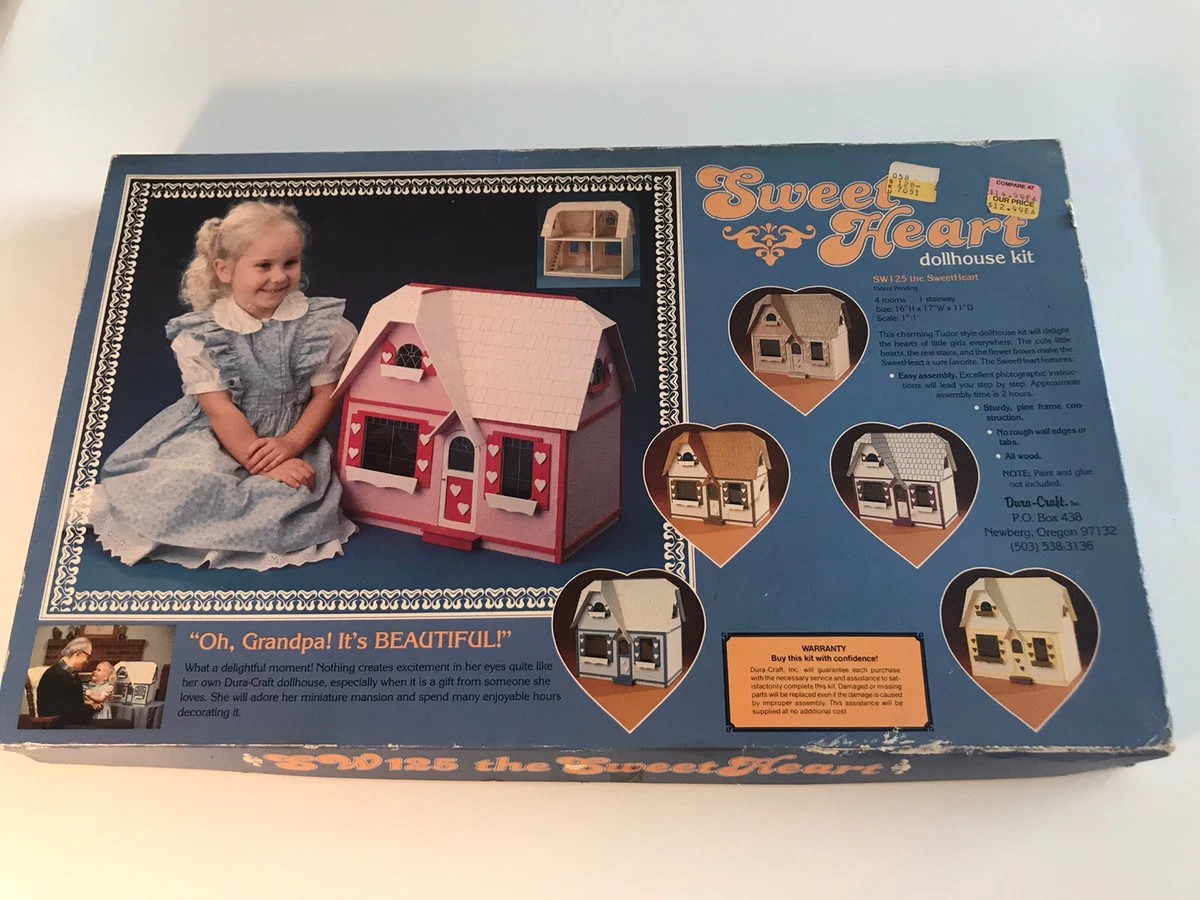 Sweet
Heart
dollhouse kit
058
7051
COMPARE AT
$14.99EA
OUR PRICE
$12.99EA
SW125 the SweetHeart
Patent Pending
4 rooms 1 stairway
Size: 16"H x 17"W x 11"D
Scale: 1":1'
This charming Tudor style dollhouse kit will delight
the hearts of little girls everywhere. The cute little
hearts, the real stairs, and the flower boxes make the
SweetHeart a sure favorite. The SweetHeart features:
• Easy assembly. Excellent photographic instruc-
tions will lead you step by step. Approximate
assembly time is 2 hours.
• Sturdy, pine frame con-
struction.
• No rough wall edges or
tabs.
• All wood.
NOTE: Paint and glue
not included.
Dura-Craft, Inc.
P.O. Box 438
Newberg, Oregon 97132
(503) 538-3136
"Oh, Grandpa! It's BEAUTIFUL!"
What a delightful moment! Nothing creates excitement in her eyes quite like
her own Dura-Craft dollhouse, especially when it is a gift from someone she
loves. She will adore her miniature mansion and spend many enjoyable hours
decorating it.
WARRANTY
Buy this kit with confidence!
Dura-Craft, Inc. will guarantee each purchase
with the necessary service and assistance to sat-
isfactorily complete this kit. Damaged or missing
parts will be replaced even if the damage is caused
by improper assembly. This assistance will be
supplied at no additional cost
SW125 the SweetHeart